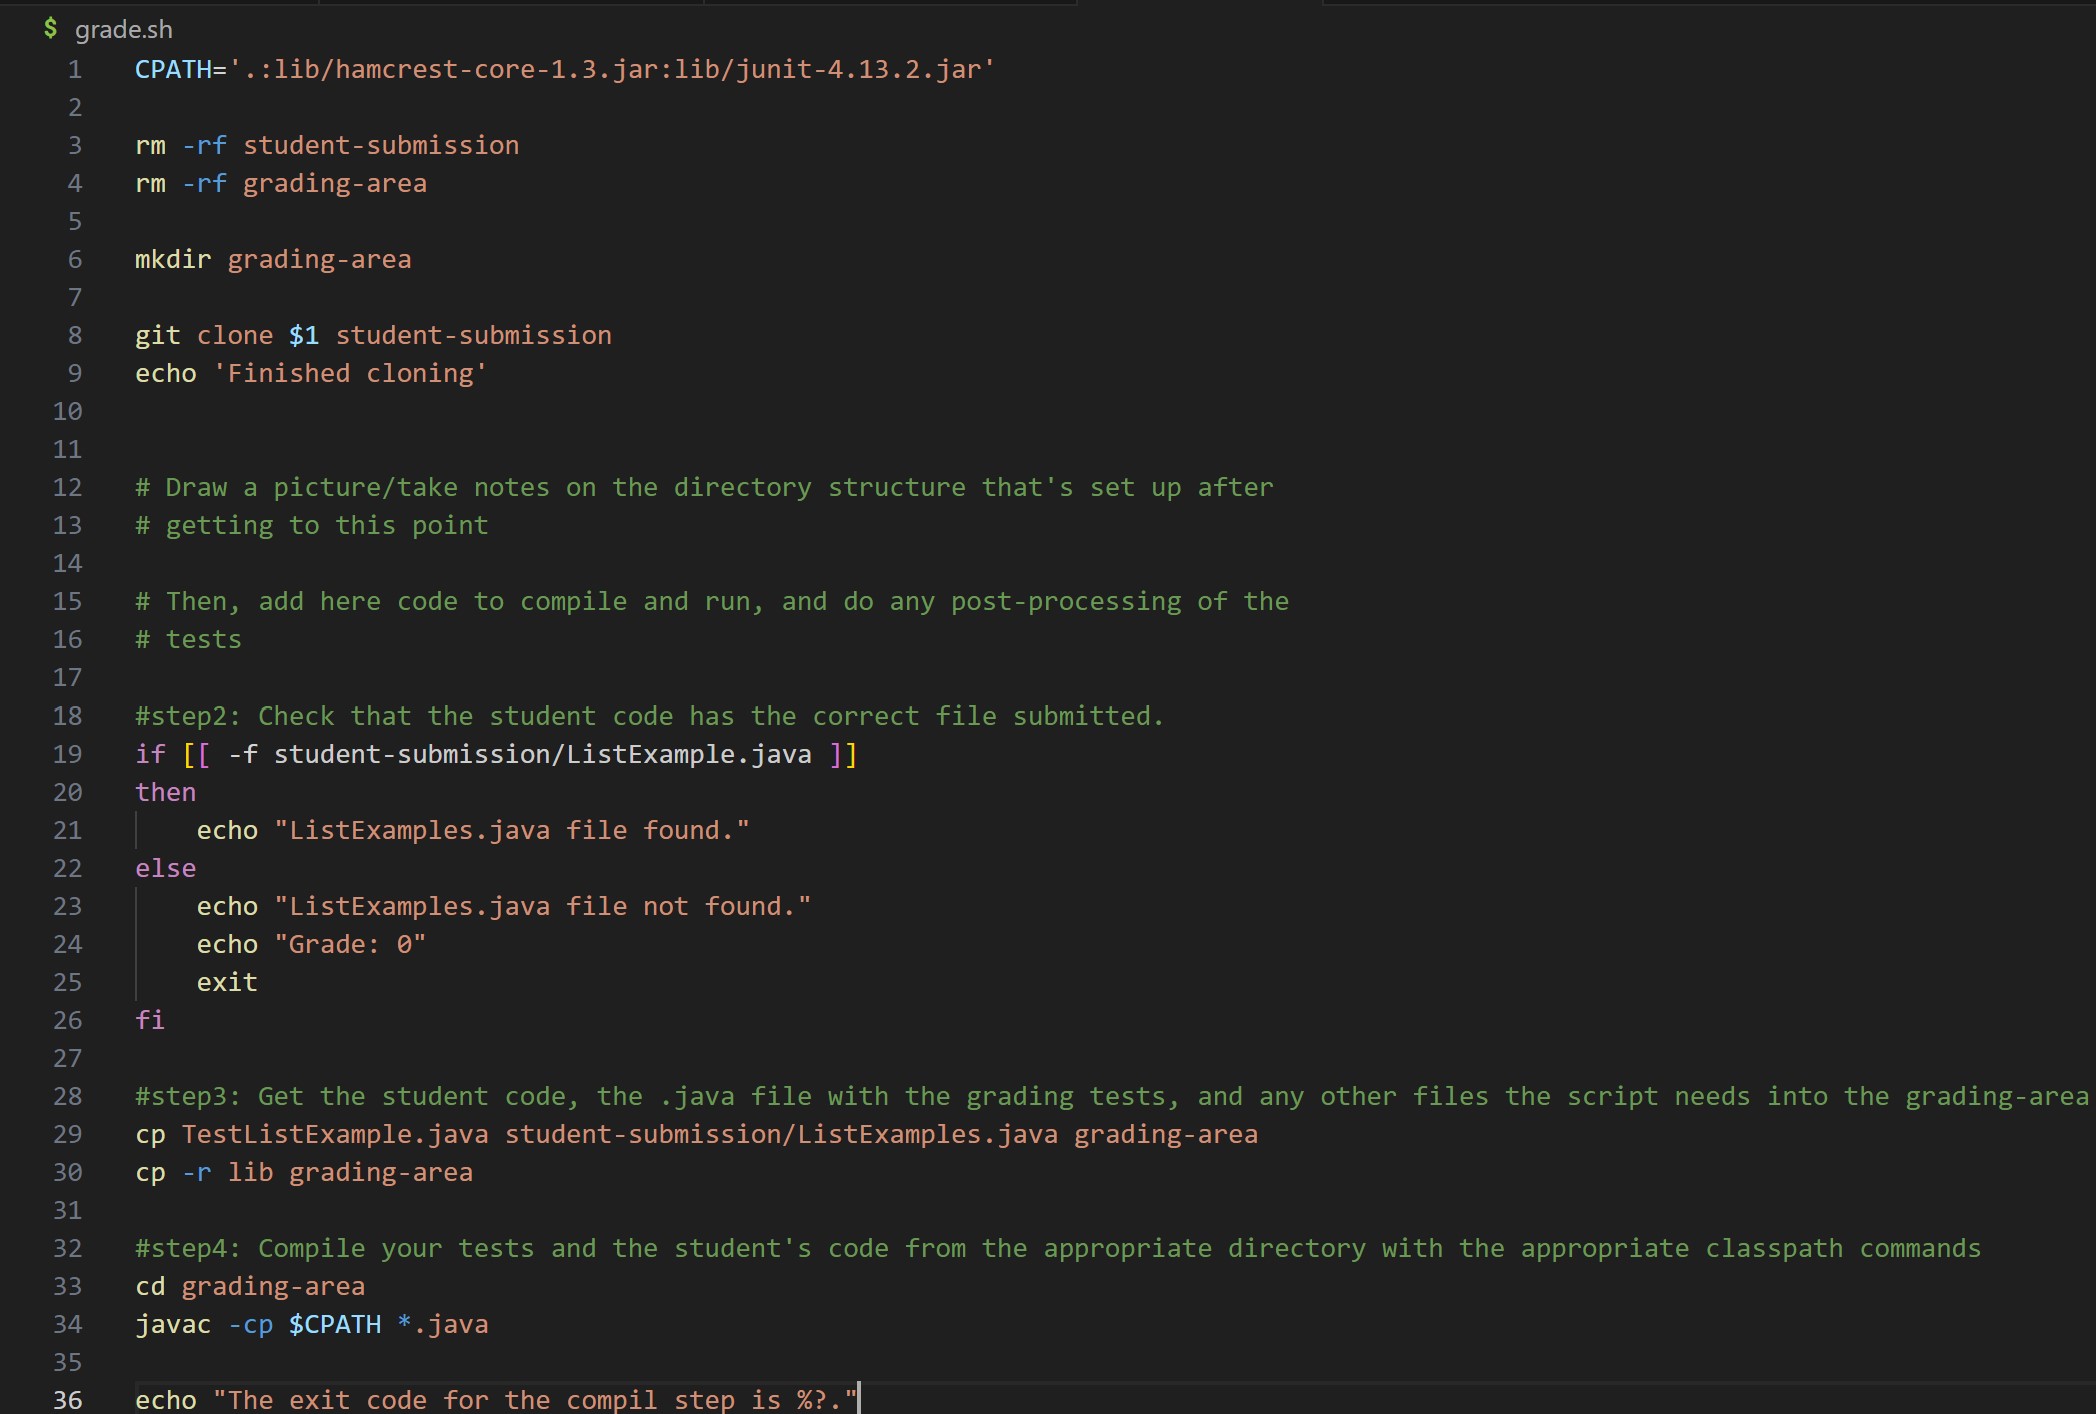 $ grade.sh
1 CPATH='.:lib/hamcrest-core-1.3.jar:lib/junit-4.13.2.jar'
2
3 rm -rf student-submission
4 rm -rf grading-area
5
6 mkdir grading-area
7
8 git clone $1 student-submission
9 echo 'Finished cloning'
10
11
12 # Draw a picture/take notes on the directory structure that's set up after
13 # getting to this point
14
15 # Then, add here code to compile and run, and do any post-processing of the
16 # tests
17
18 #step2: Check that the student code has the correct file submitted.
19 if [[ -f student-submission/ListExample.java ]]
20 then
21     echo "ListExamples.java file found."
22 else
23     echo "ListExamples.java file not found."
24     echo "Grade: 0"
25     exit
26 fi
27
28 #step3: Get the student code, the .java file with the grading tests, and any other files the script needs into the grading-area
29 cp TestListExample.java student-submission/ListExamples.java grading-area
30 cp -r lib grading-area
31
32 #step4: Compile your tests and the student's code from the appropriate directory with the appropriate classpath commands
33 cd grading-area
34 javac -cp $CPATH *.java
35
36 echo "The exit code for the compil step is %?."